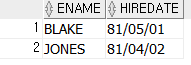 ENAME HIREDATE
1 BLAKE 81/05/01
2 JONES 81/04/02